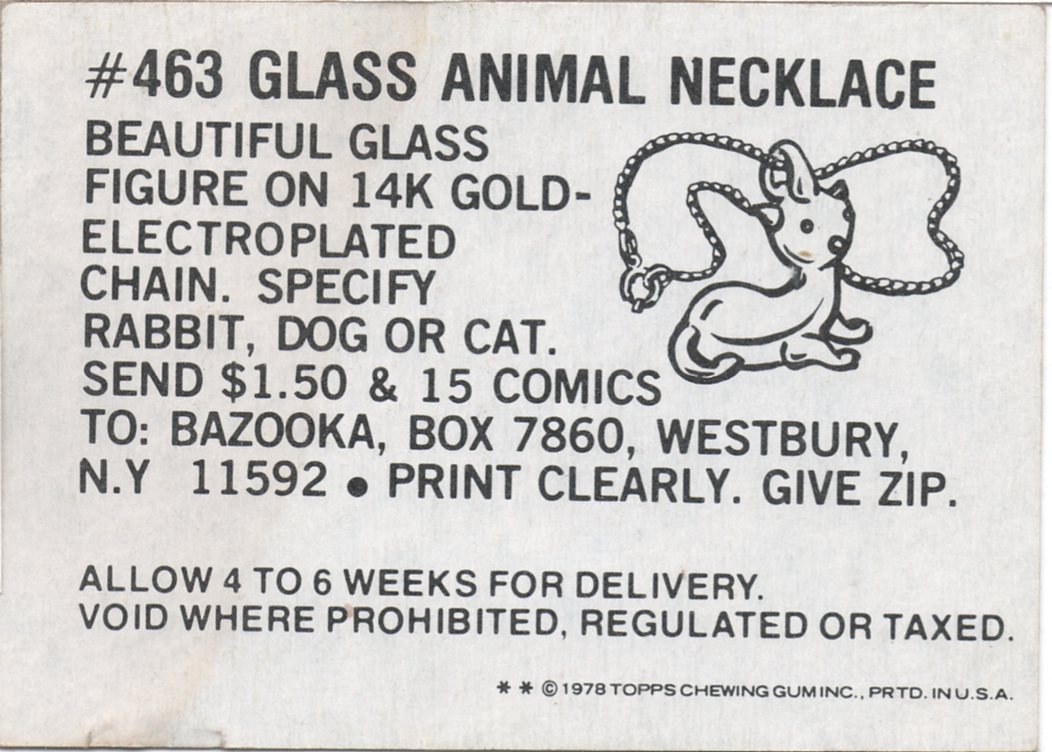 #463 GLASS ANIMAL NECKLACE
BEAUTIFUL GLASS
FIGURE ON 14K GOLD-
ELECTROPLATED
CHAIN. SPECIFY
RABBIT, DOG OR CAT.
SEND $1.50 & 15 COMICS
TO: BAZOOKA, BOX 7860, WESTBURY,
N.Y 11592 ● PRINT CLEARLY. GIVE ZIP.
ALLOW 4 TO 6 WEEKS FOR DELIVERY.
VOID WHERE PROHIBITED, REGULATED OR TAXED.
* * © 1978 TOPPS CHEWING GUM INC., PRTD. IN U.S.A.